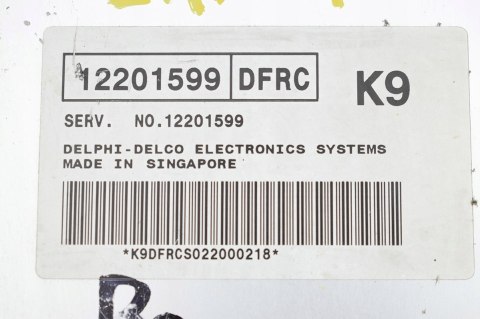 12201599 DFRC K9
SERV. NO.12201599
DELPHI-DELCO ELECTRONICS SYSTEMS
MADE IN SINGAPORE
*K9DFRCS022000218*